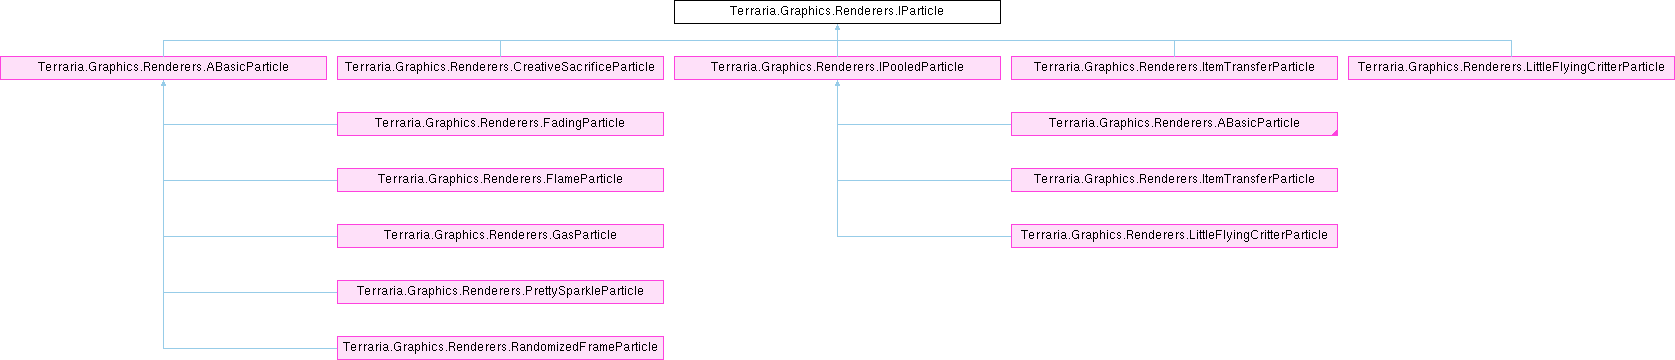 Terraria.Graphics.Renderers.IParticle
Terraria.Graphics.Renderers.ABasicParticle
Terraria.Graphics.Renderers.CreativeSacrificeParticle
Terraria.Graphics.Renderers.IPooledParticle
Terraria.Graphics.Renderers.ItemTransferParticle
Terraria.Graphics.Renderers.LittleFlyingCritterParticle
Terraria.Graphics.Renderers.FadingParticle
Terraria.Graphics.Renderers.ABasicParticle
Terraria.Graphics.Renderers.FlameParticle
Terraria.Graphics.Renderers.ItemTransferParticle
Terraria.Graphics.Renderers.GasParticle
Terraria.Graphics.Renderers.LittleFlyingCritterParticle
Terraria.Graphics.Renderers.PrettySparkleParticle
Terraria.Graphics.Renderers.RandomizedFrameParticle